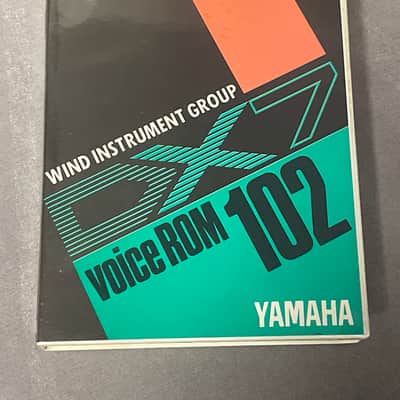 WIND INSTRUMENT GROUP
DX7
voice ROM 102
YAMAHA